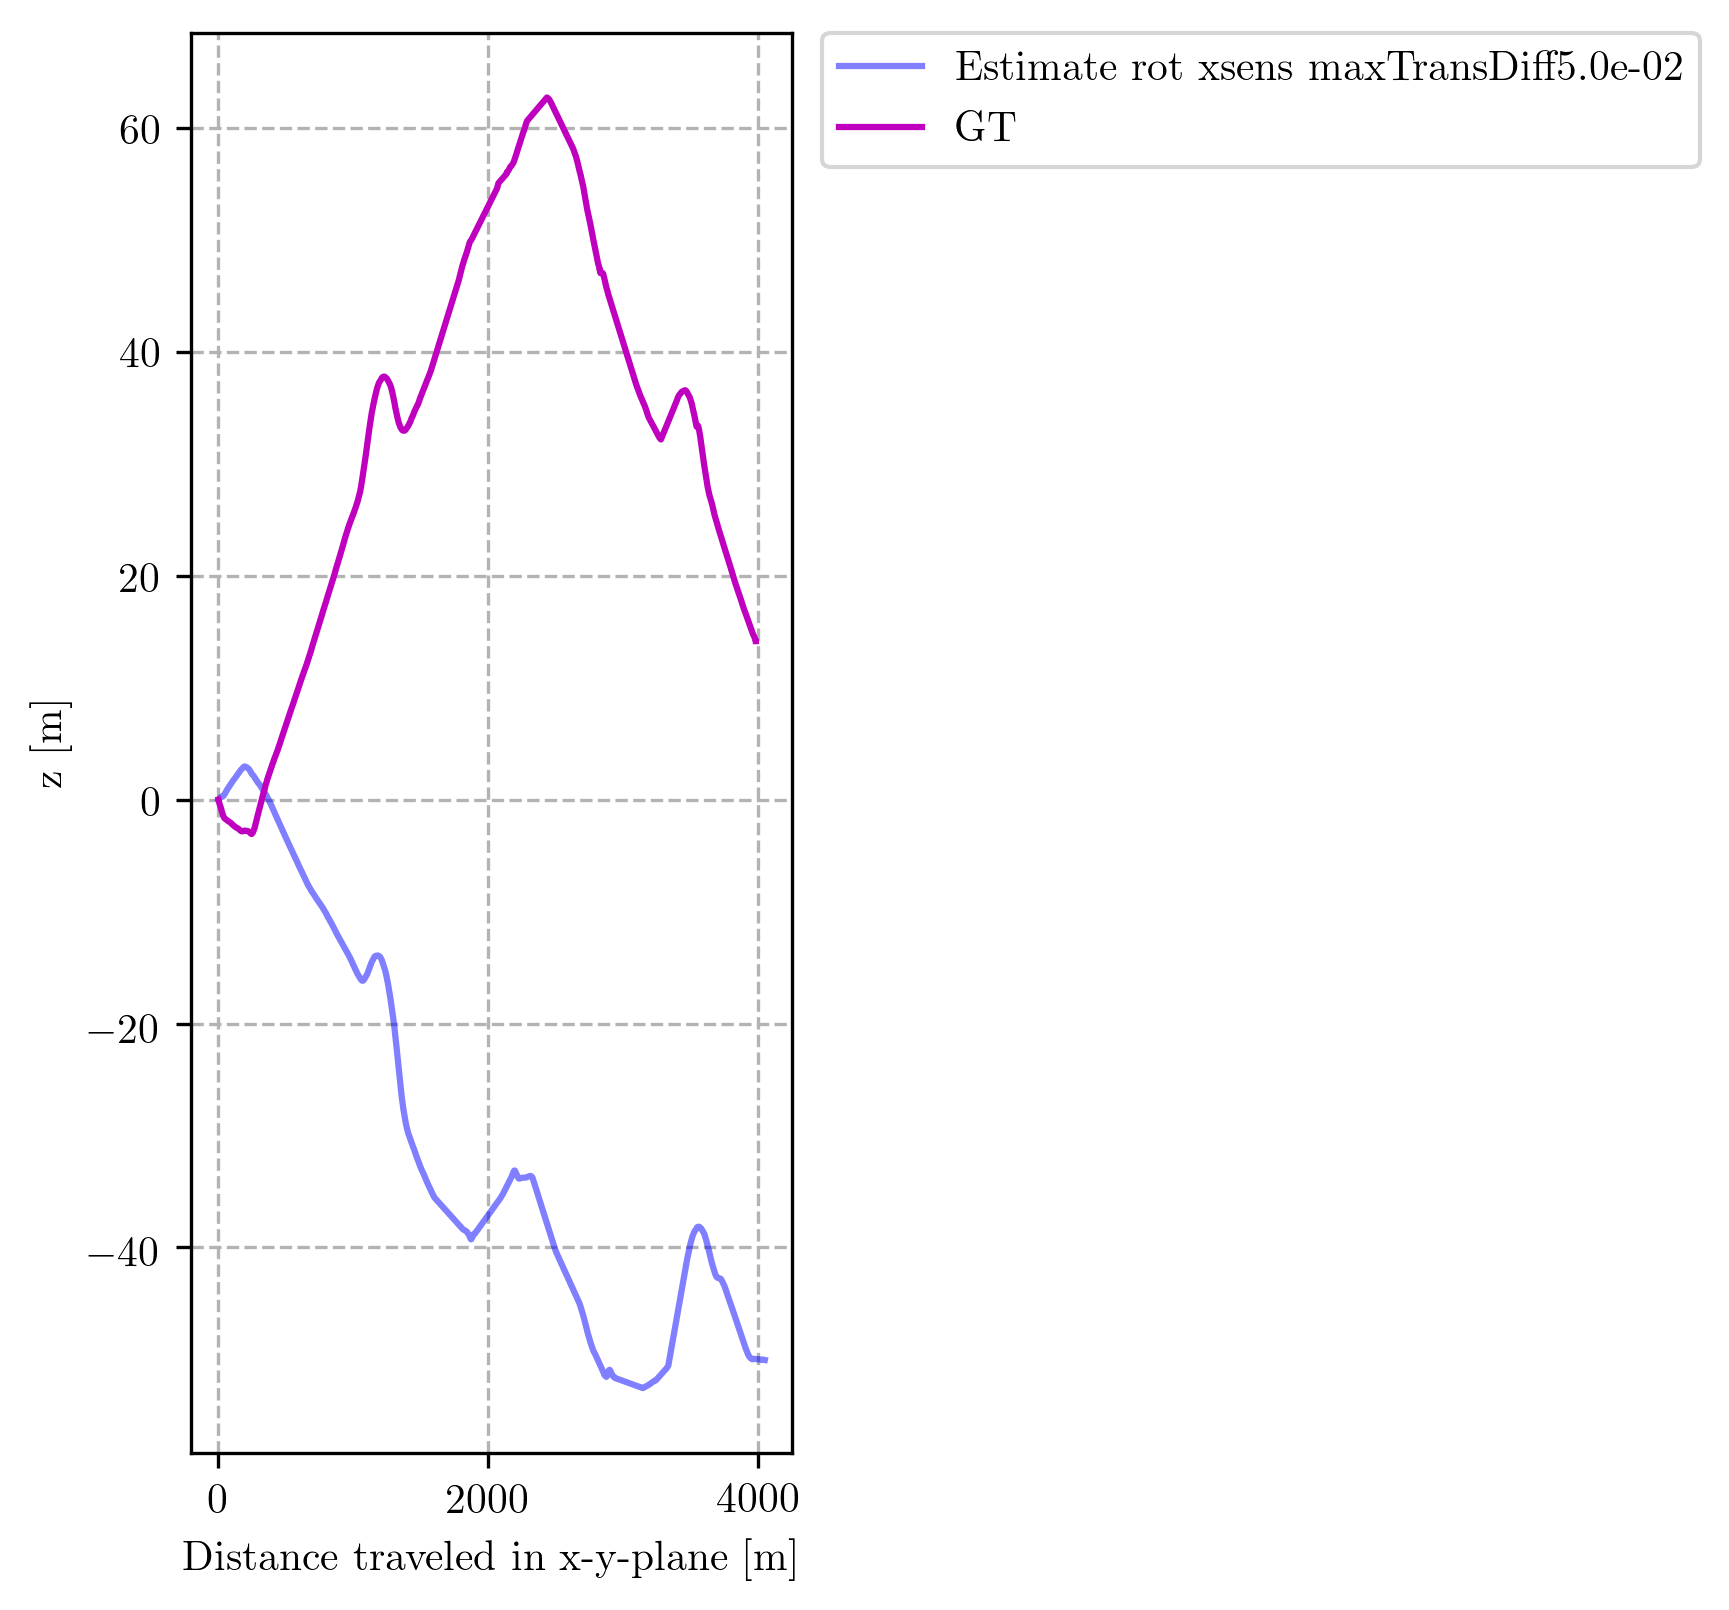 Estimate rot xsens maxTransDiff5.0e-02
GT
60
40
20
0
−20
−40
z [m]
0 2000 4000
Distance traveled in x-y-plane [m]